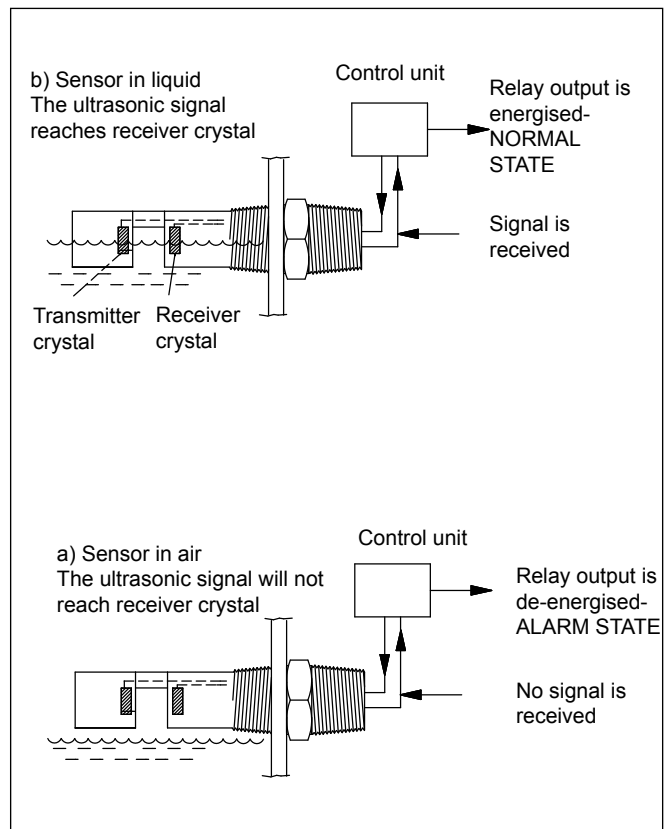 b) Sensor in liquid
The ultrasonic signal
reaches receiver crystal
Control unit
Relay output is
energised-
NORMAL
STATE
Signal is
received
Transmitter
crystal
Receiver
crystal
a) Sensor in air
The ultrasonic signal will not
reach receiver crystal
Control unit
Relay output is
de-energised-
ALARM STATE
No signal is
received